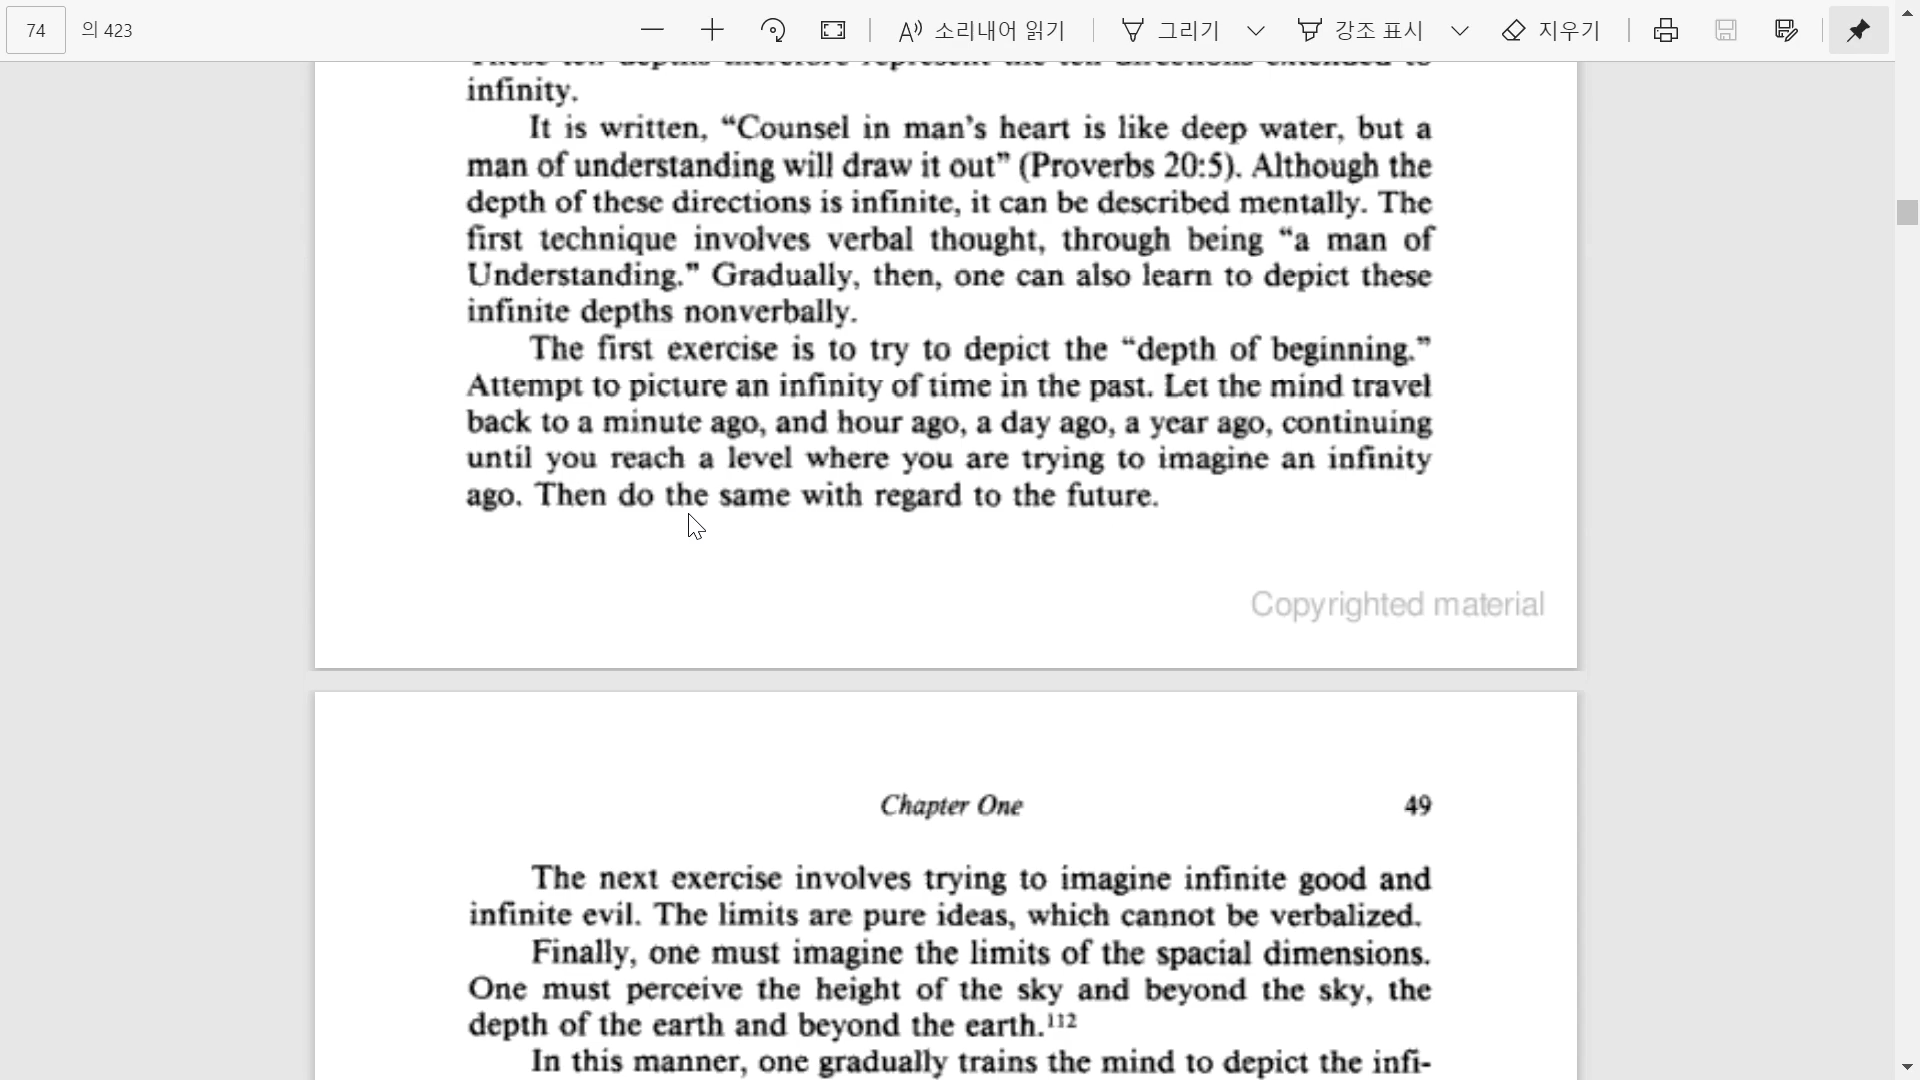 74 의 423 소리내어 읽기 그리기 강조 표시 지우기
These ten depths therefore represent the ten directions extended to
infinity.
It is written, “Counsel in man’s heart is like deep water, but a
man of understanding will draw it out” (Proverbs 20:5). Although the
depth of these directions is infinite, it can be described mentally. The
first technique involves verbal thought, through being “a man of
Understanding.” Gradually, then, one can also learn to depict these
infinite depths nonverbally.
The first exercise is to try to depict the “depth of beginning.”
Attempt to picture an infinity of time in the past. Let the mind travel
back to a minute ago, and hour ago, a day ago, a year ago, continuing
until you reach a level where you are trying to imagine an infinity
ago. Then do the same with regard to the future.
Copyrighted material
Chapter One 49
The next exercise involves trying to imagine infinite good and
infinite evil. The limits are pure ideas, which cannot be verbalized.
Finally, one must imagine the limits of the spacial dimensions.
One must perceive the height of the sky and beyond the sky, the
depth of the earth and beyond the earth.¹¹²
In this manner, one gradually trains the mind to depict the infi-